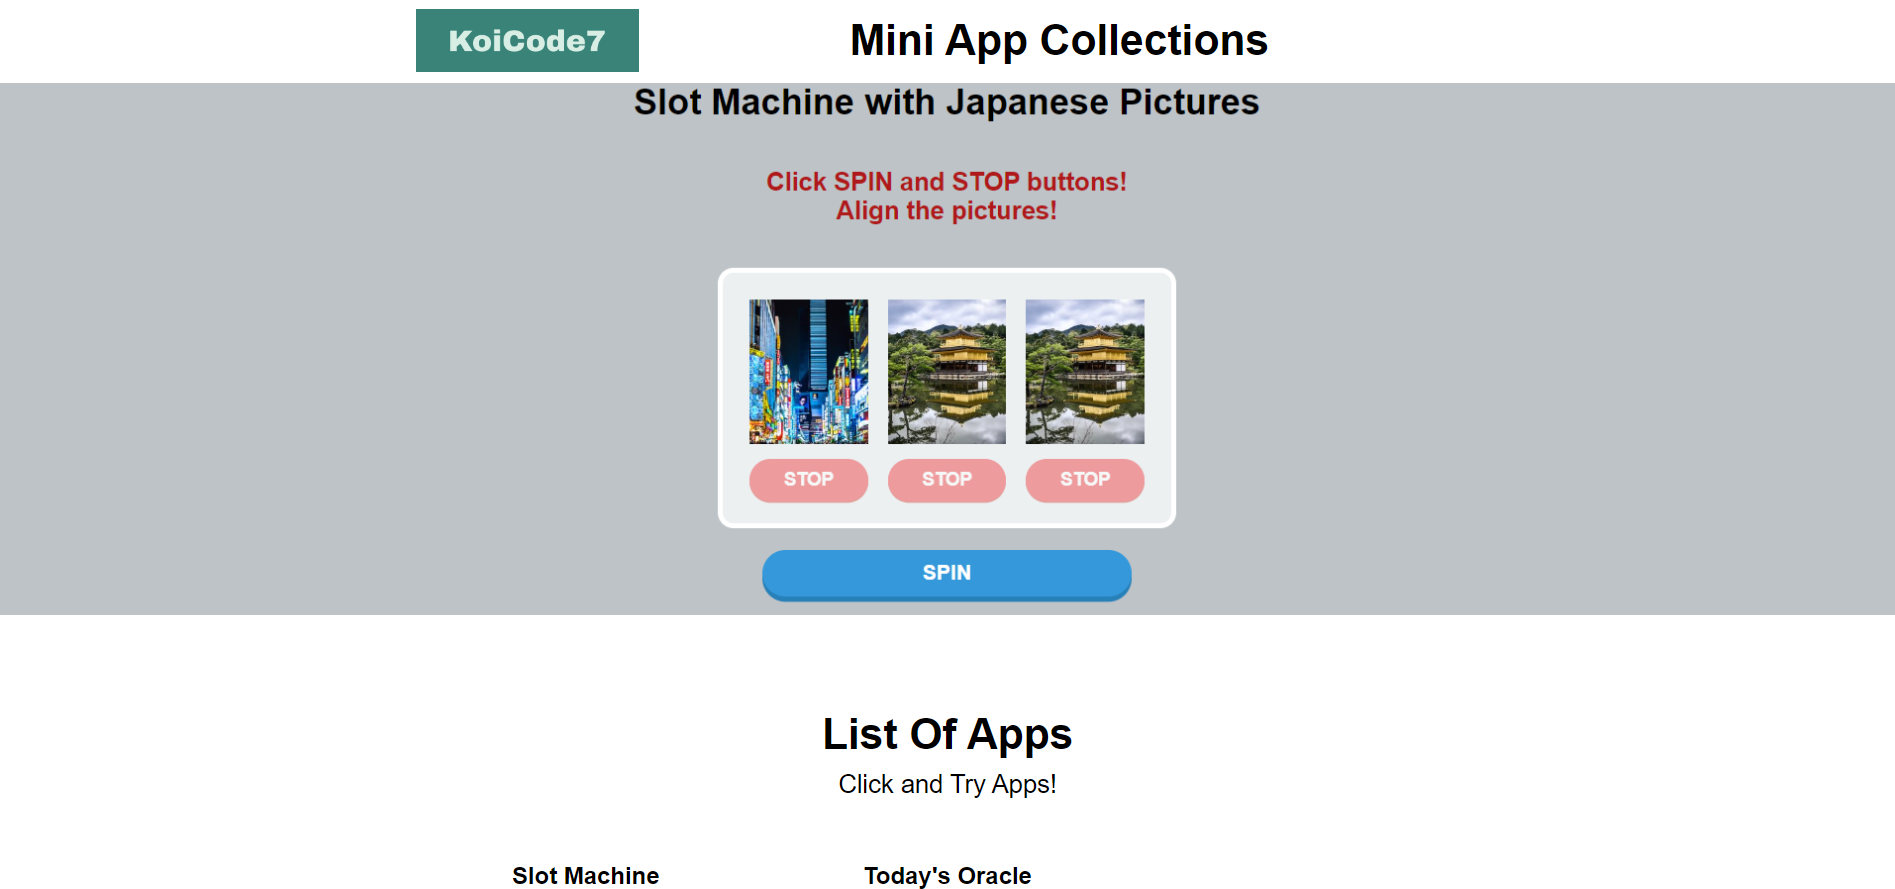 KoiCode7
Mini App Collections
Slot Machine with Japanese Pictures
Click SPIN and STOP buttons!
Align the pictures!
STOP
STOP
STOP
SPIN
List Of Apps
Click and Try Apps!
Slot Machine
Today's Oracle